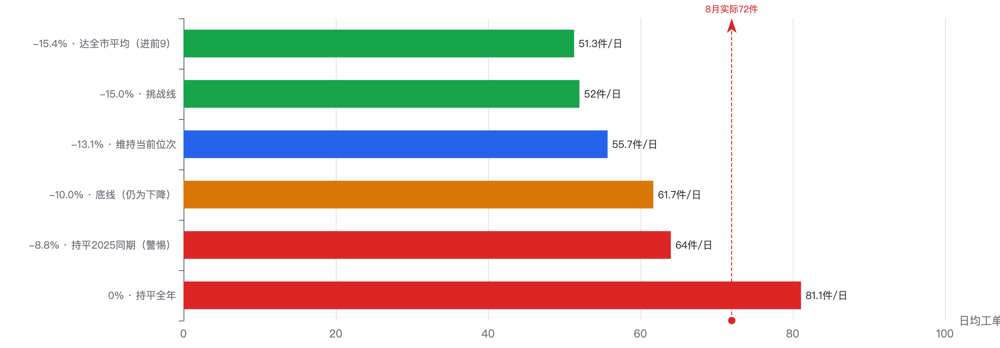 8月实际72件
–15.4% · 达全市平均（进前9） 51.3件/日
–15.0% · 挑战线 52件/日
–13.1% · 维持当前位次 55.7件/日
–10.0% · 底线（仍为下降） 61.7件/日
–8.8% · 持平2025同期（警惕） 64件/日
0% · 持平全年 81.1件/日
日均工单
0 20 40 60 80 100